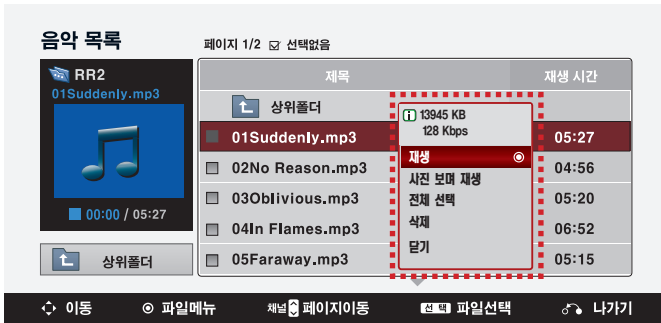 음악 목록
페이지 1/2 선택없음
RR2
01Suddenly.mp3
00:00 / 05:27
상위폴더
제목 재생 시간
상위폴더
01Suddenly.mp3 05:27
02No Reason.mp3 04:56
03Oblivious.mp3 05:20
04In Flames.mp3 06:52
05Faraway.mp3 05:15
i 13945 KB
128 Kbps
재생
사진 보며 재생
전체 선택
삭제
닫기
이동 파일메뉴 채널 페이지이동 선택 파일선택 나가기